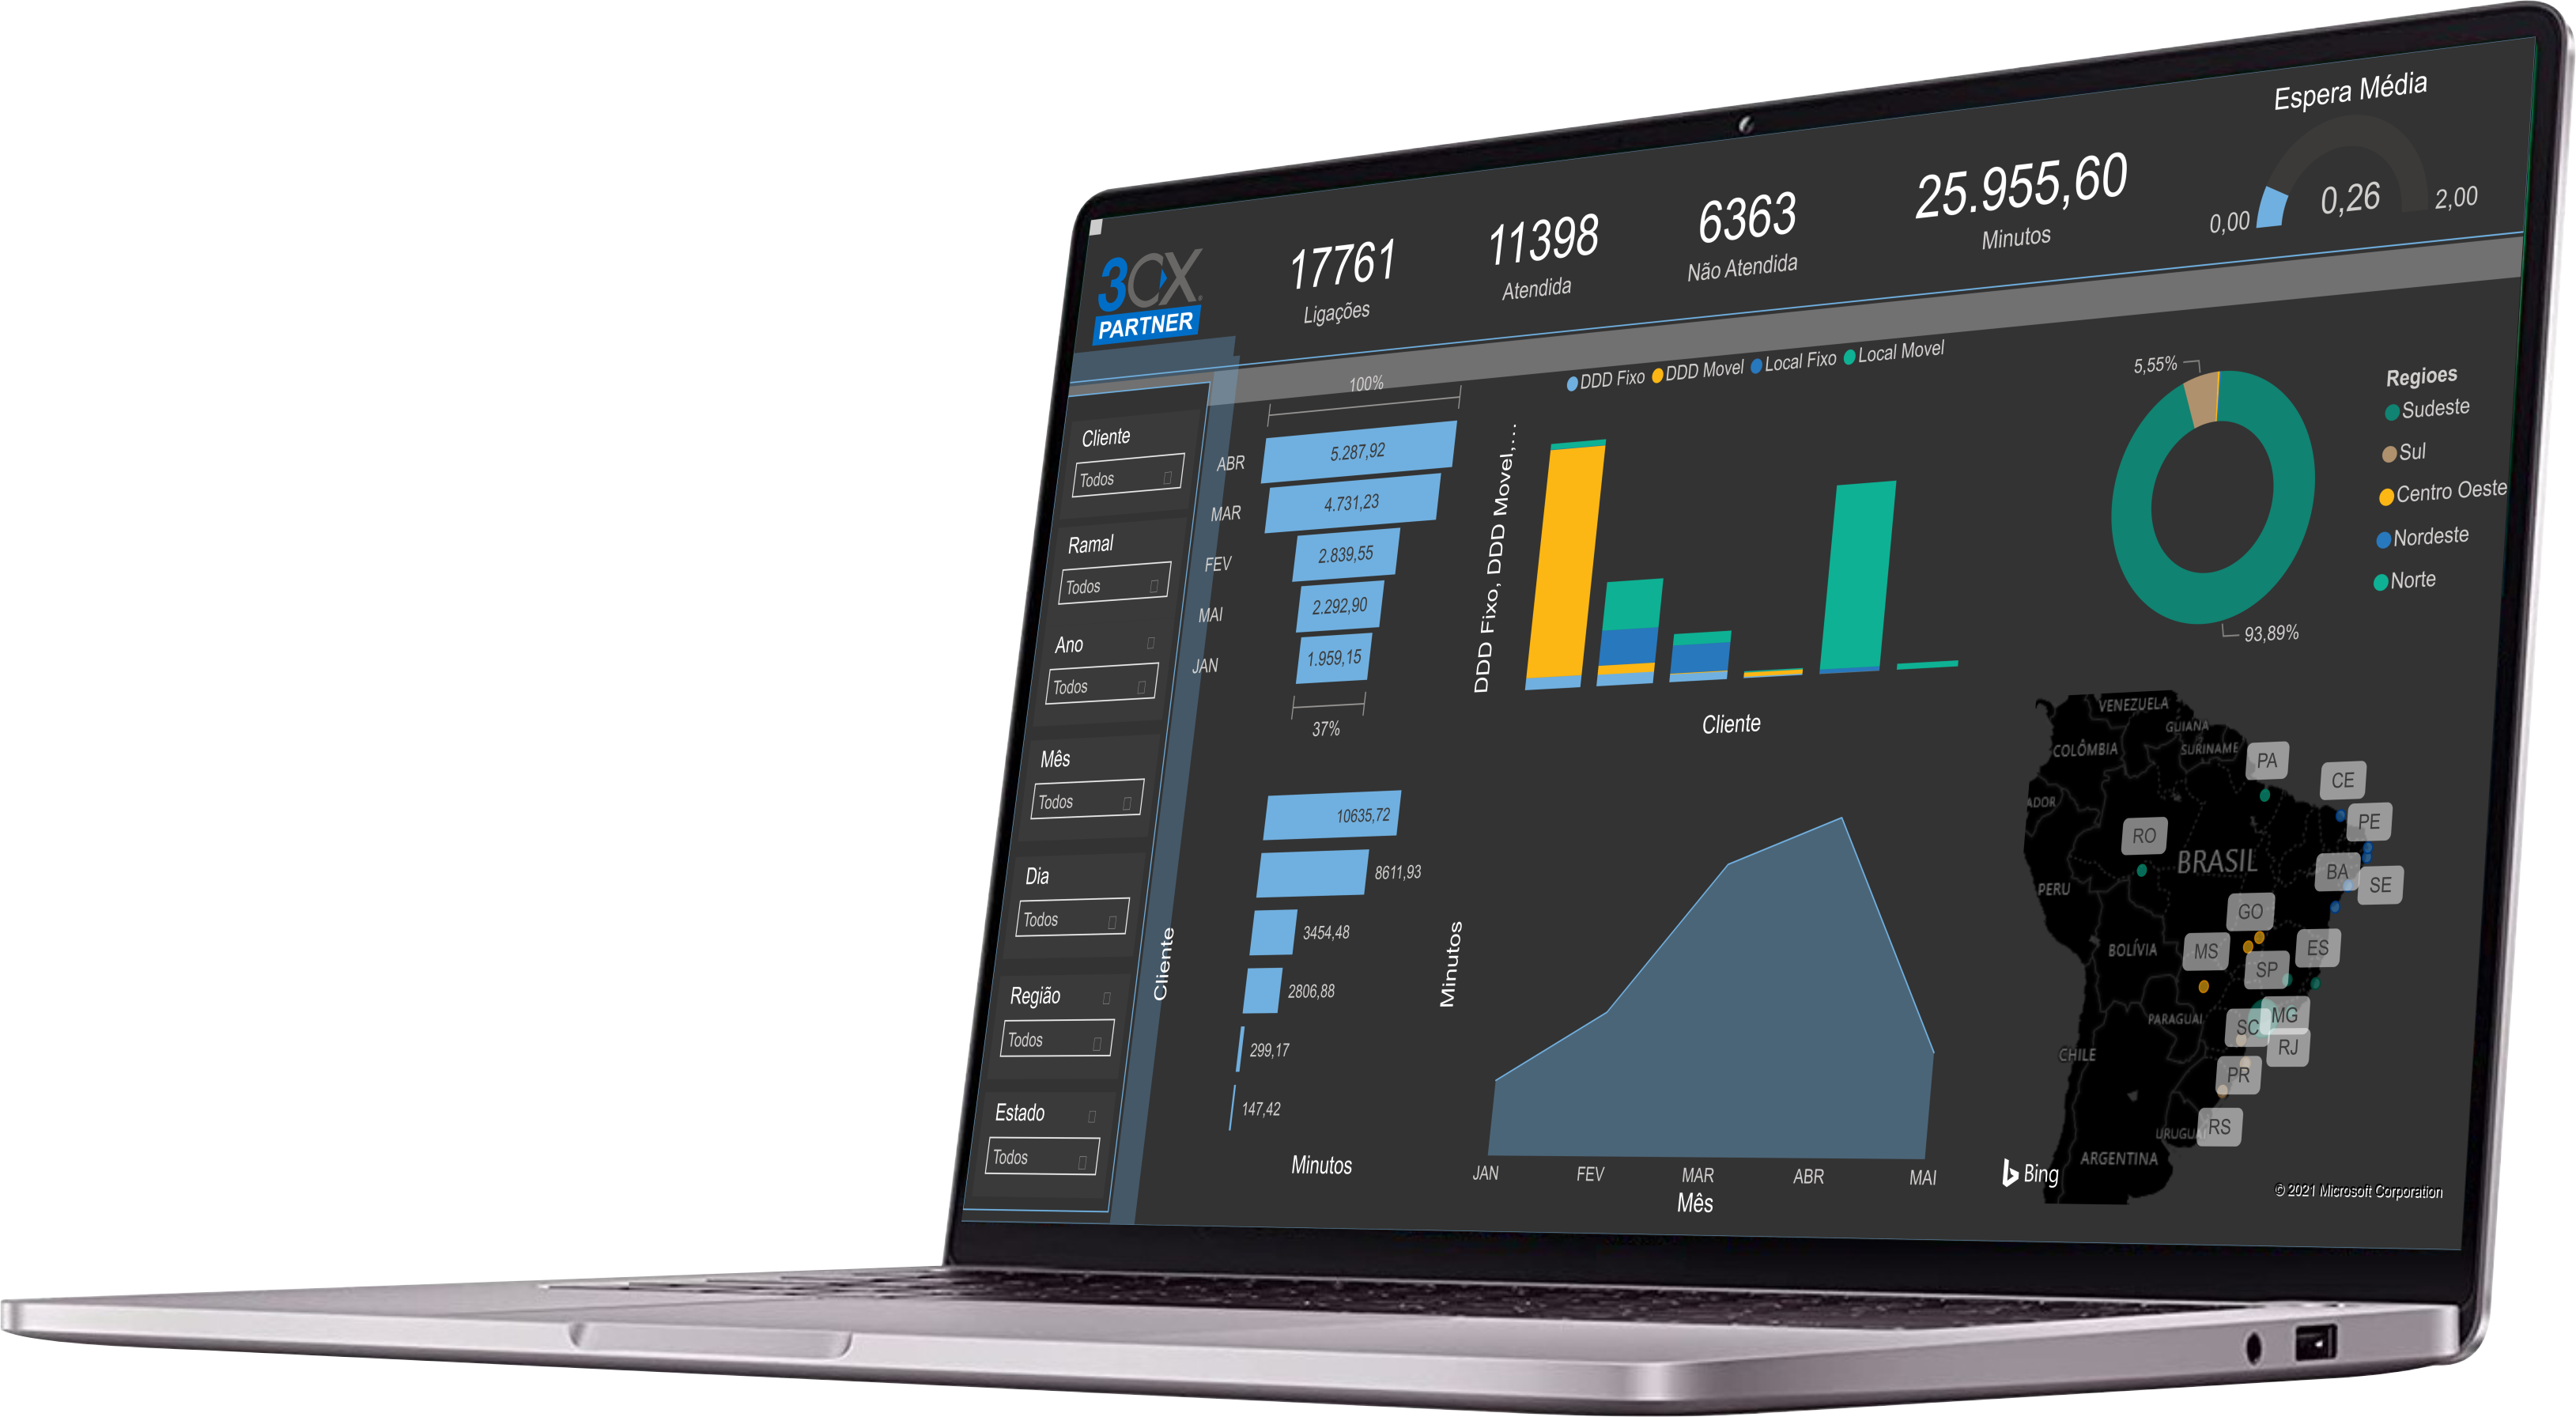 Espera Média
0,00
0,26
2,00
3CX
PARTNER
17761
Ligações
11398
Atendida
6363
Não Atendida
25.955,60
Minutos
Cliente
Todos
Ramal
Todos
Ano
Todos
Mês
Todos
Dia
Todos
Região
Todos
Estado
Todos
100%
ABR
5.287,92
MAR
4.731,23
FEV
2.839,55
MAI
2.292,90
JAN
1.959,15
37%
DDD Fixo DDD Movel Local Fixo Local Movel
DDD Fixo, DDD Movel,...
Cliente
5,55%
93,89%
Regioes
Sudeste
Sul
Centro Oeste
Nordeste
Norte
Cliente
10635,72
8611,93
3454,48
2806,88
299,17
147,42
Minutos
Minutos
JAN FEV MAR ABR MAI
Mês
VENEZUELA
GUIANA
COLÔMBIA
SURINAME
PA
CE
ADOR
PE
RO
BRASIL
BA
SE
PERU
GO
MS
ES
BOLÍVIA
SP
PARAGUAI
SC
MG
RJ
CHILE
PR
RS
URUGUAI
ARGENTINA
Bing
© 2021 Microsoft Corporation